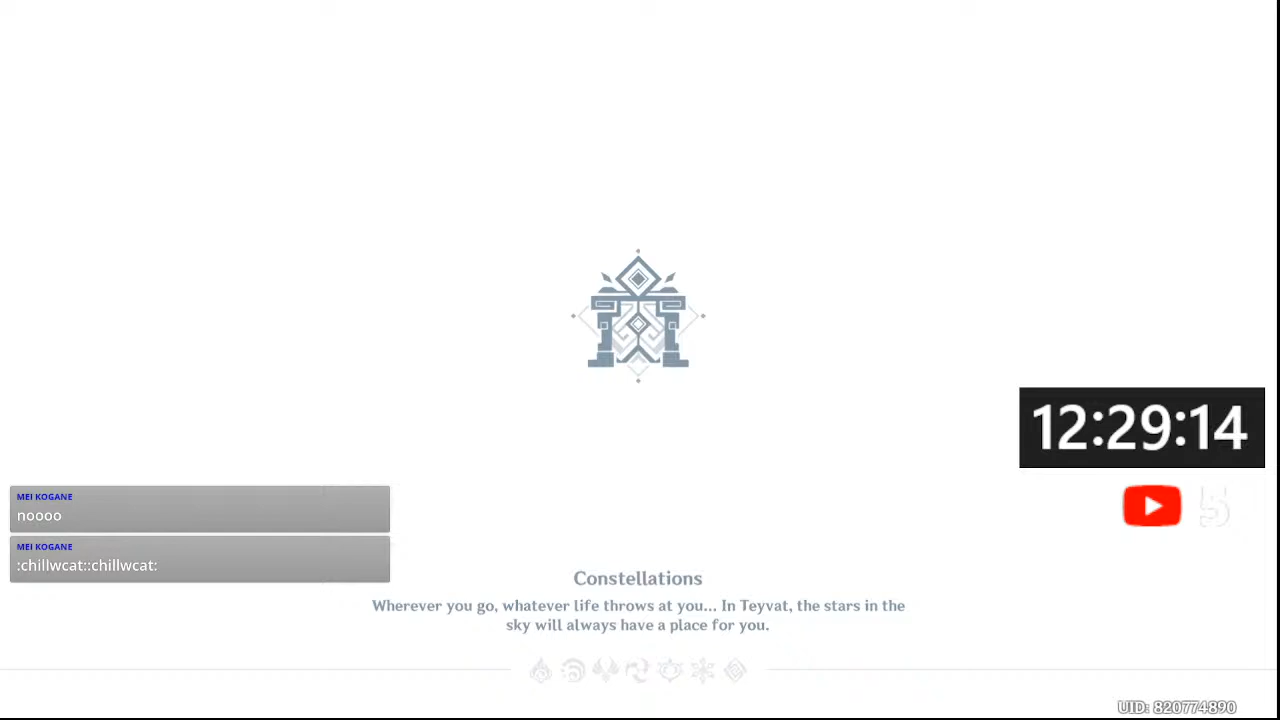 12:29:14
MEI KOGANE
noooo
5
MEI KOGANE
:chillwcat::chillwcat:
Constellations
Wherever you go, whatever life throws at you... In Teyvat, the stars in the
sky will always have a place for you.
UID: 820774890